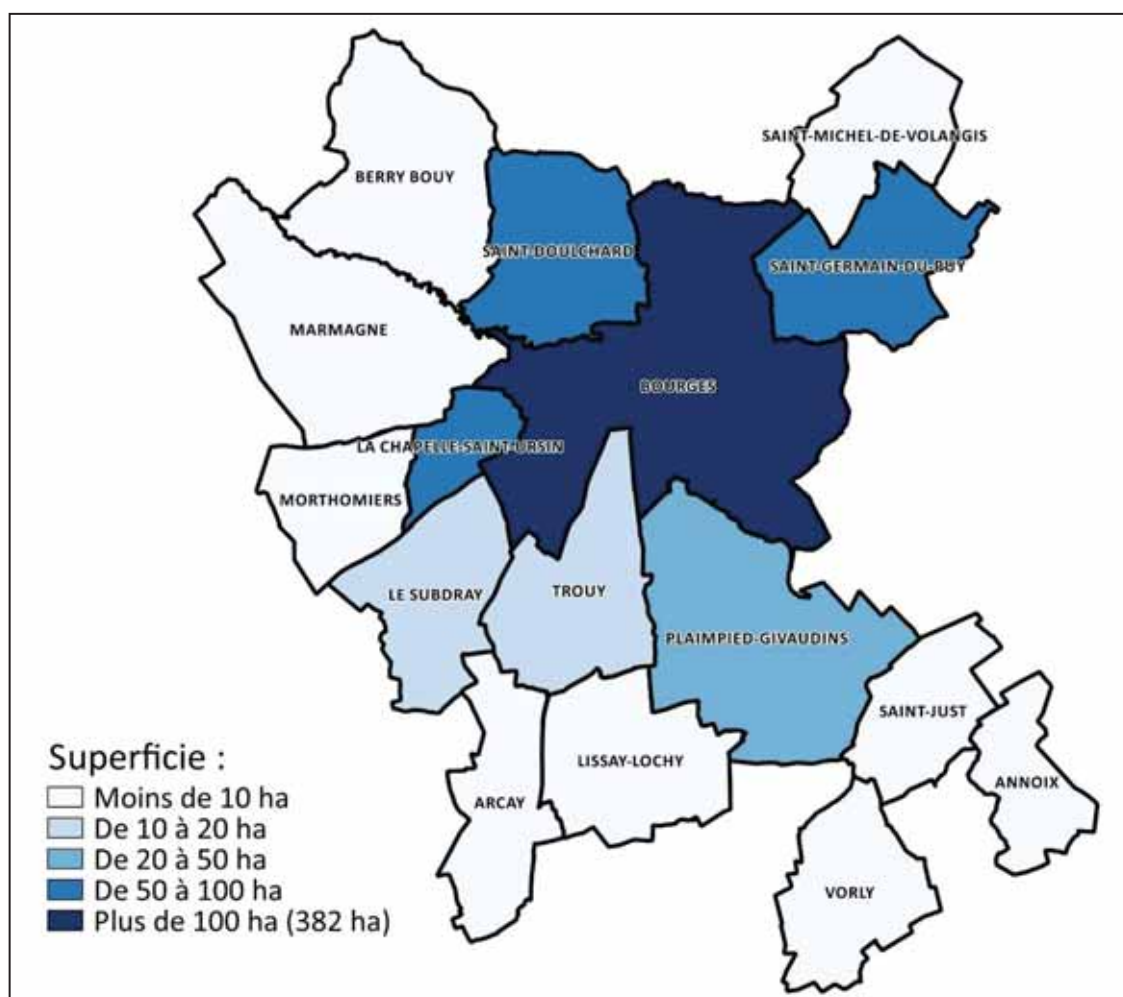 SAINT-MICHEL-DE-VOLANGIS
BERRY BOUY
SAINT-DOULCHARD
SAINT-GERMAIN-DU-PUY
MARMAGNE
BOURGES
LA CHAPELLE-SAINT-URSIN
MORTHOMIERS
LE SUBDRAY
TROUY
PLAIMPIED-GIVAUDINS
SAINT-JUST
LISSAY-LOCHY
ANNOIX
ARCAY
VORLY
Superficie :
Moins de 10 ha
De 10 à 20 ha
De 20 à 50 ha
De 50 à 100 ha
Plus de 100 ha (382 ha)